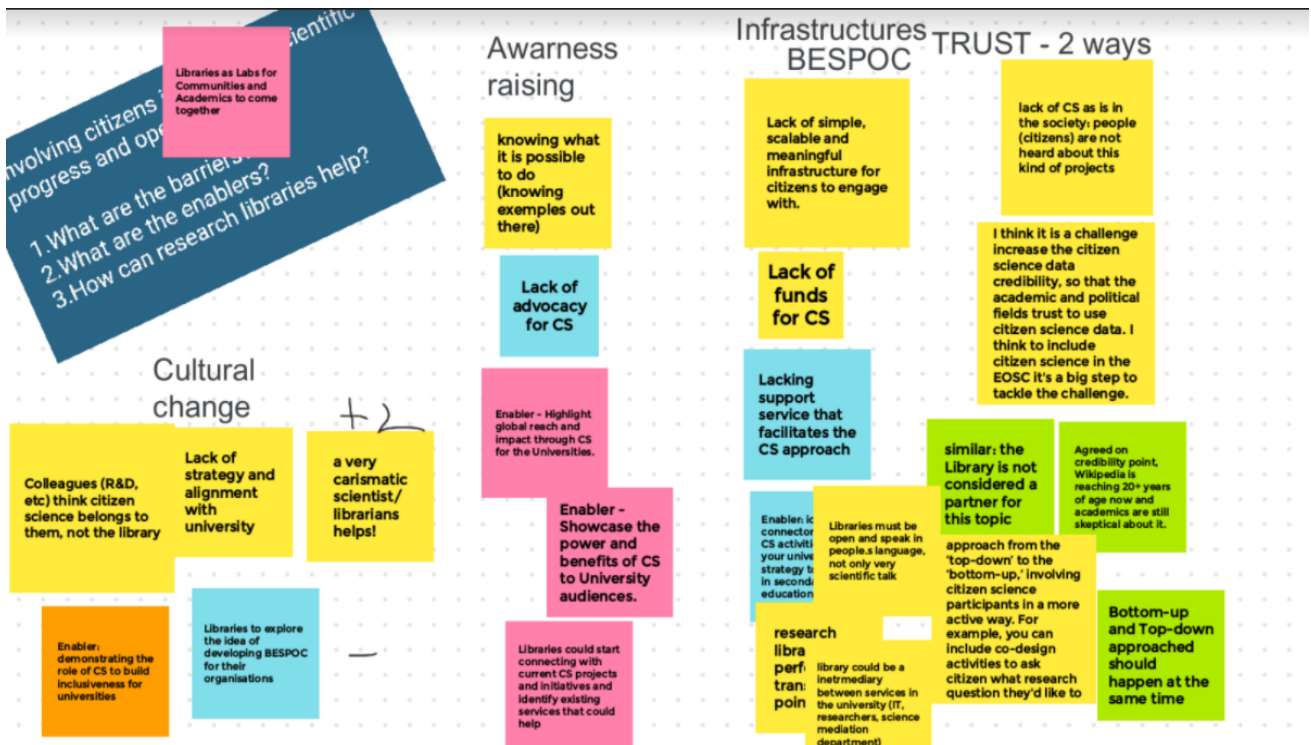 nvolving citizens
scientific
progress and ope
1.What are the barriers
2.What are the enablers?
3.How can research libraries help?
Libraries as Labs for
Communities and
Academics to come
together
Cultural
change
Colleagues (R&D,
etc) think citizen
science belongs to
them, not the library
Lack of
strategy and
alignment
with
university
+2
a very
carismatic
scientist/
librarians
helps!
Enabler:
demonstrating the
role of CS to build
inclusiveness for
universities
Libraries to explore
the idea of
developing BESPOC
for their
organisations
Awarness
raising
knowing what
it is possible
to do
(knowing
exemples out
there)
Lack of
advocacy
for CS
Enabler - Highlight
global reach and
impact through CS
for the Universities.
Enabler -
Showcase the
power and
benefits of CS
to University
audiences.
Libraries could start
connecting with
current CS projects
and initiatives and
identify existing
services that could
help
Infrastructures
BESPOC
Lack of simple,
scalable and
meaningful
infrastructure for
citizens to engage
with.
Lack of
funds
for CS
Lacking
support
service that
facilitates the
CS approach
Enabler:
connector
CS activiti
your unive
strategy
in seconda
education
Libraries must be
open and speak in
people.s language,
not only very
scientific talk
research
libra
perf
tran
poin
library could be a
inetrmediary
between services in
the university (IT,
researchers, science
mediation
department)
TRUST - 2 ways
lack of CS as is in
the society: people
(citizens) are not
heard about this
kind of projects
I think it is a challenge
increase the citizen
science data
credibility, so that the
academic and political
fields trust to use
citizen science data. I
think to include
citizen science in the
EOSC it's a big step to
tackle the challenge.
similar: the
Library is not
considered a
partner for
this topic
Agreed on
credibility point,
Wikipedia is
reaching 20+ years
of age now and
academics are still
skeptical about it.
approach from the
'top-down' to the
'bottom-up,' involving
citizen science
participants in a more
active way. For
example, you can
include co-design
activities to ask
citizen what research
question they'd like to
Bottom-up
and Top-down
approached
should
happen at the
same time